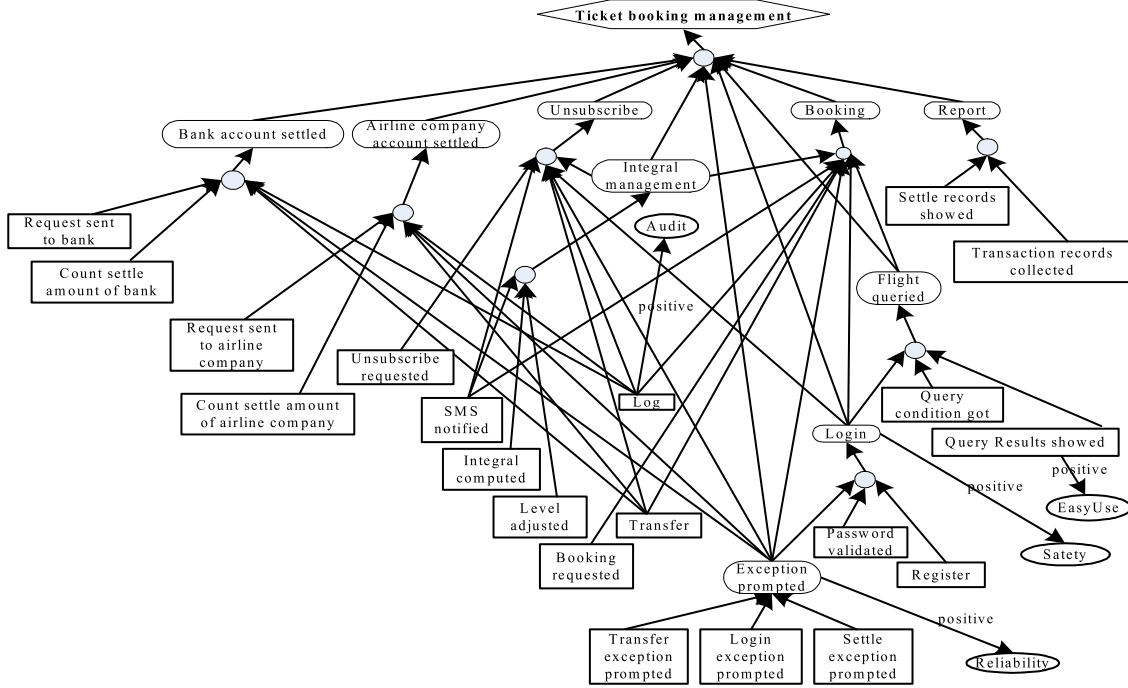 Ticket booking management
Unsubscribe
Booking
Report
Bank account settled
Airline company
account settled
Integral
management
Settle records
showed
Request sent
to bank
Audit
Transaction records
collected
Count settle
amount of bank
Flight
queried
positive
Request sent
to airline
company
Unsubscribe
requested
Count settle amount
of airline company
SMS
notified
Log
Query
condition got
Login
Query Results showed
Integral
computed
positive
positive
EasyUse
Level
adjusted
Transfer
Password
validated
Satety
Booking
requested
Exception
prompted
Register
positive
Transfer
exception
prompted
Login
exception
prompted
Settle
exception
prompted
Reliability